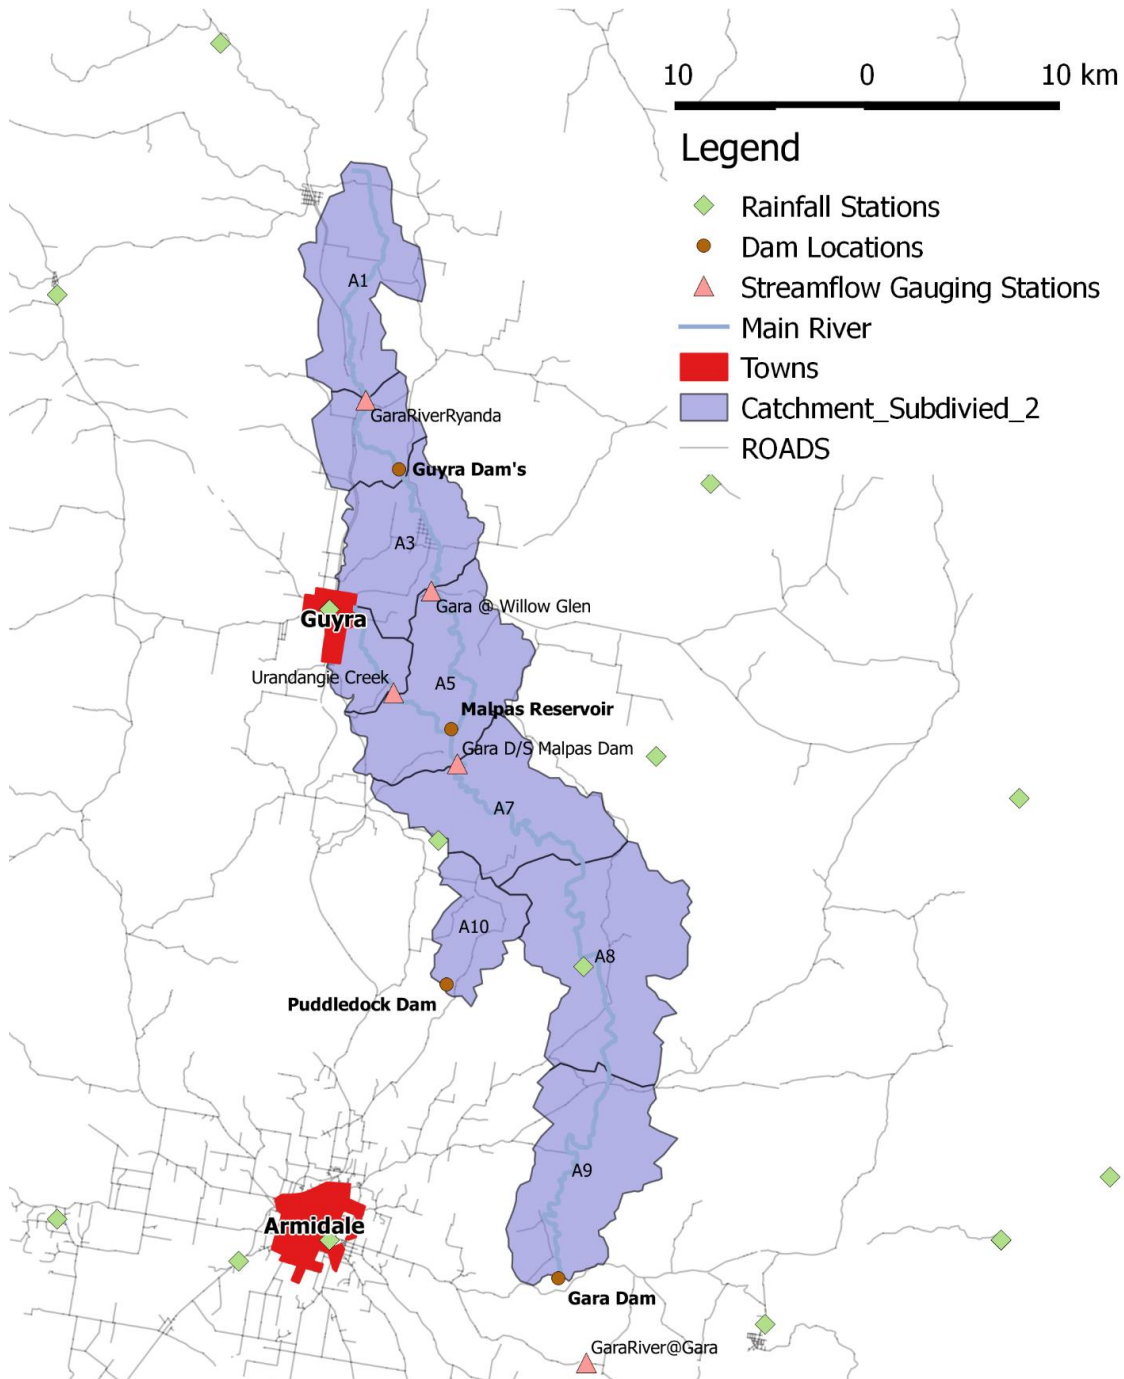 10 0 10 km
Legend
Rainfall Stations
Dam Locations
Streamflow Gauging Stations
Main River
Towns
Catchment_Subdivied_2
ROADS
A1
GaraRiverRyanda
Guyra Dam's
A3
Gara @ Willow Glen
Guyra
Urandangie Creek
A5
Malpas Reservoir
Gara D/S Malpas Dam
A7
A10
A8
Puddledock Dam
A9
Armidale
Gara Dam
GaraRiver@Gara